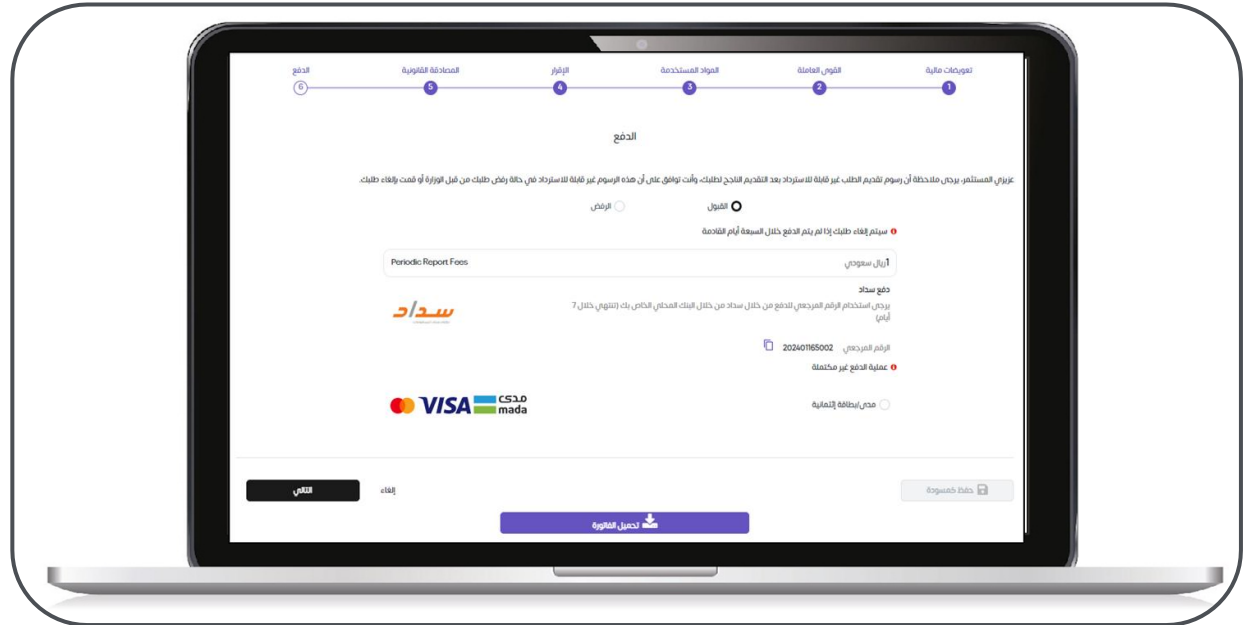 تعويضات مالية
القوى العاملة
المواد المستخدمة
الإقرار
المصادقة القانونية
الدفع
1
2
3
4
5
6
الدفع
عزيزي المستثمر، يرجى ملاحظة أن رسوم تقديم الطلب غير قابلة للاسترداد بعد التقديم الناجح لطلبك، وأنت توافق على أن هذه الرسوم غير قابلة للاسترداد في حالة رفض طلبك من قبل الوزارة أو قمت بإلغاء طلبك.
القبول
الرفض
سيتم إلغاء طلبك إذا لم يتم الدفع خلال السبعة أيام القادمة
1ريال سعودي
Periodic Report Fees
دفع سداد
يرجى استخدام الرقم المرجعي للدفع من خلال سداد من خلال البنك المحلي الخاص بك (تنتهي خلال 7
أيام)
سداد
الرقم المرجعي 202401165002
عملية الدفع غير مكتملة
مدى/بطاقة إئتمانية
VISA
مدى
mada
حفظ كمسودة
إلغاء
التالي
تحميل الفاتورة